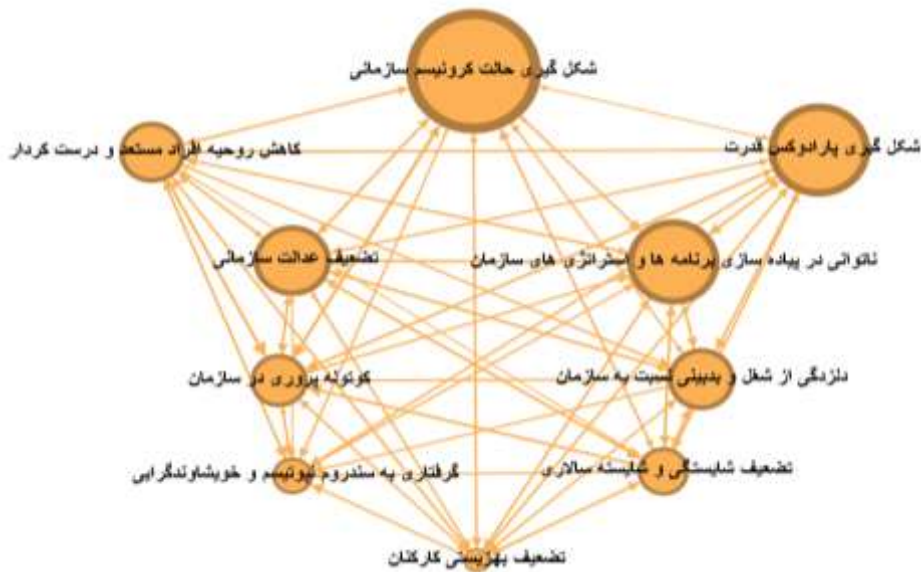 شکل گیری حالت کرونیسم سازمانی
شکل گیری پارادوکس قدرت
کاهش روحیه افراد مستعد و درست کردار
ناتوانی در پیاده سازی برنامه ها و استراتژی های سازمان
تضعیف عدالت سازمانی
دلزدگی از شغل و بدبینی نسبت به سازمان
کوتوله پروری در سازمان
تضعیف شایستگی و شایسته سالاری
گرفتاری به سندروم نپوتیسم و خویشاوندگرایی
تضعیف بهزیستی کارکنان